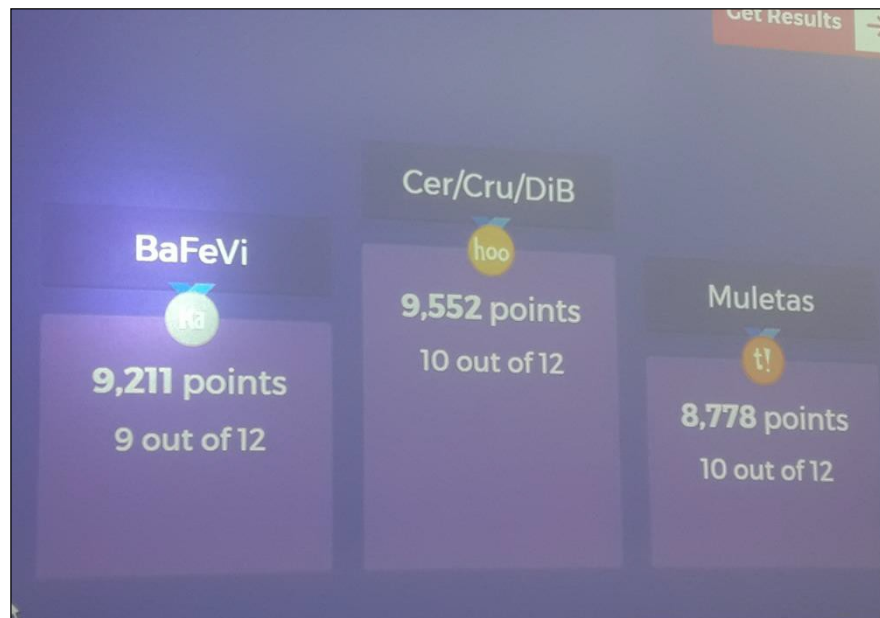 Get Results
Cer/Cru/DiB
hoo
9,552 points
10 out of 12
BaFeVi
Ka
9,211 points
9 out of 12
Muletas
t!
8,778 points
10 out of 12